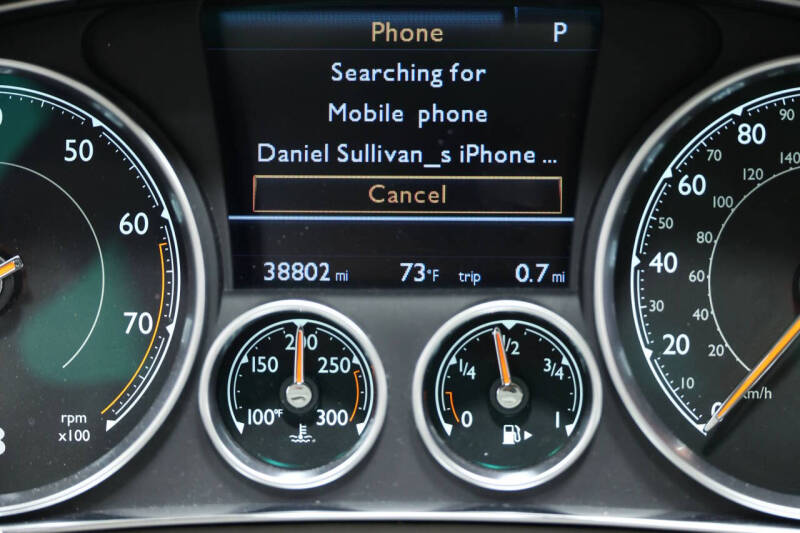 Phone P
Searching for
Mobile phone
Daniel Sullivan_s iPhone ...
Cancel
38802 mi 73°F trip 0.7 mi
50
60
70
rpm
x100
100°F
150
200
250
300
0
1/4
1/2
3/4
1
0
10
20
30
40
50
60
70
80
90
20
40
60
80
100
120
140
km/h